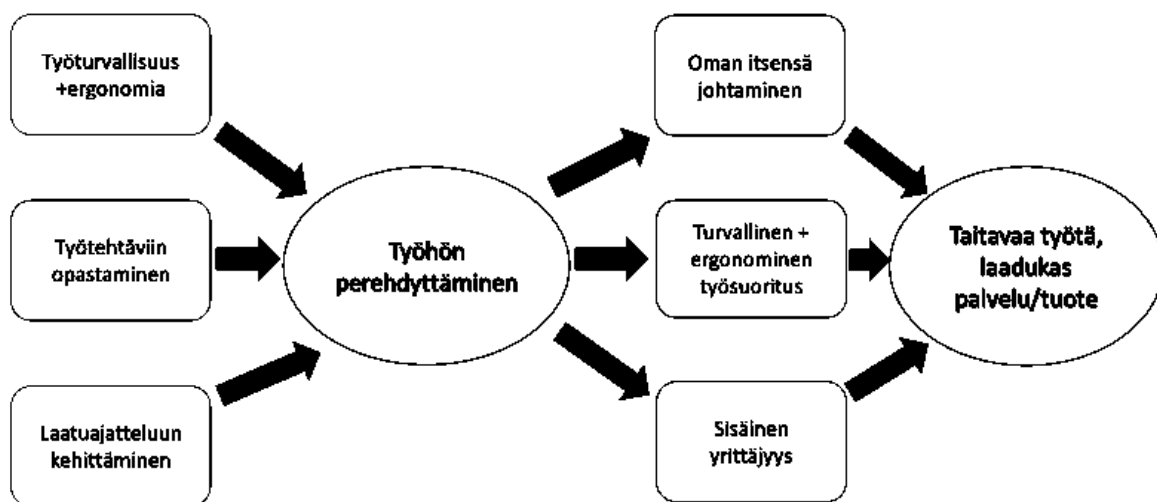 Työturvallisuus
+ergonomia
Työtehtäviin
opastaminen
Laatuajatteluun
kehittäminen
Työhön
perehdyttäminen
Oman itsensä
johtaminen
Turvallinen +
ergonominen
työsuoritus
Sisäinen
yrittäjyys
Taitavaa työtä,
laadukas
palvelu/tuote